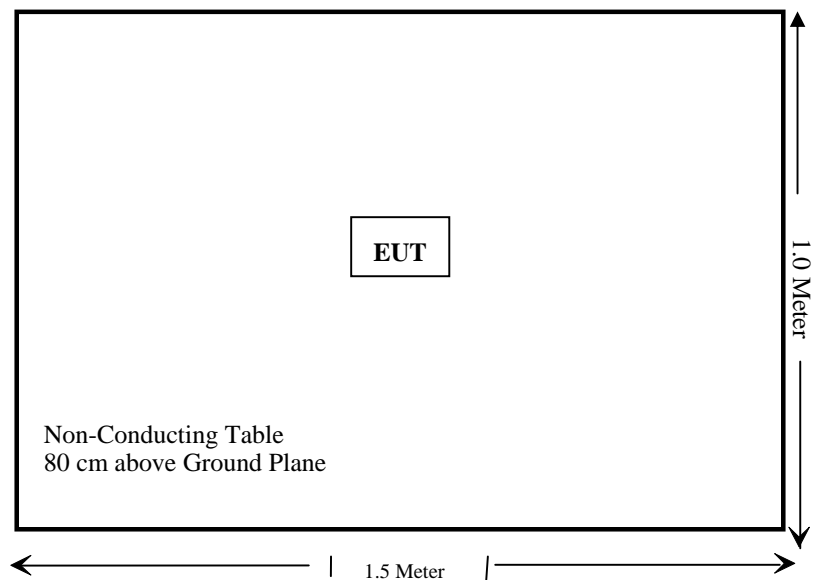 EUT
1.0 Meter
Non-Conducting Table
80 cm above Ground Plane
1.5 Meter